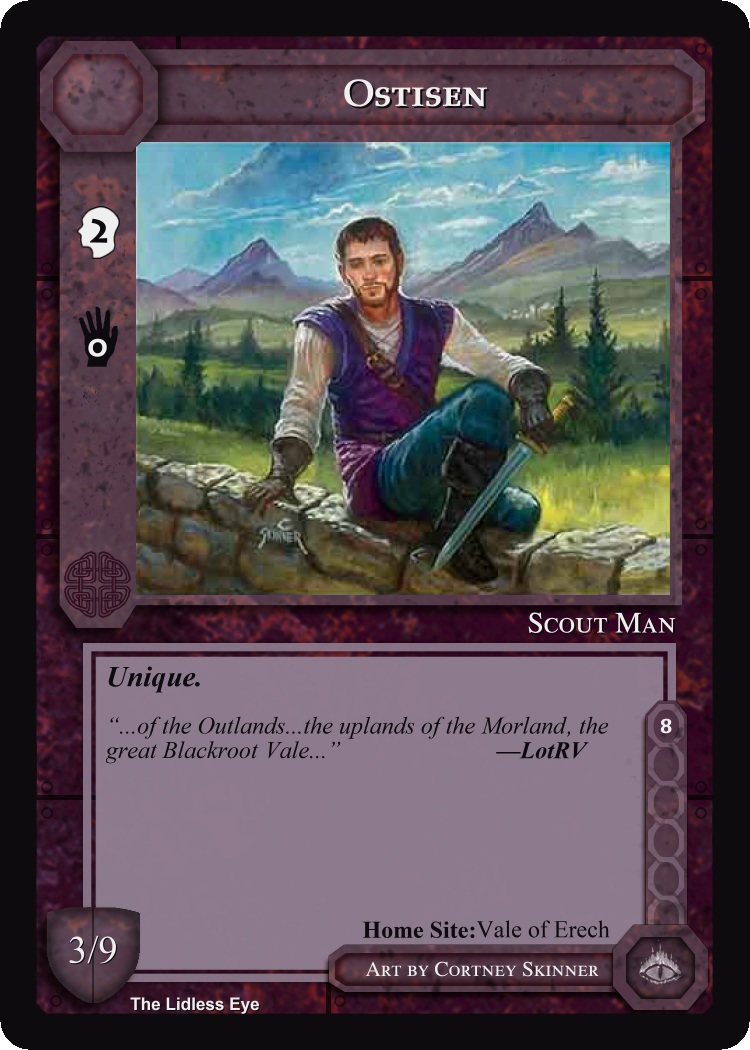 Ostisen
2
0
SKINNER
Scout Man
Unique.
“...of the Outlands...the uplands of the Morland, the
great Blackroot Vale...” —LotRV
8
Home Site:Vale of Erech
3/9
Art by Cortney Skinner
The Lidless Eye